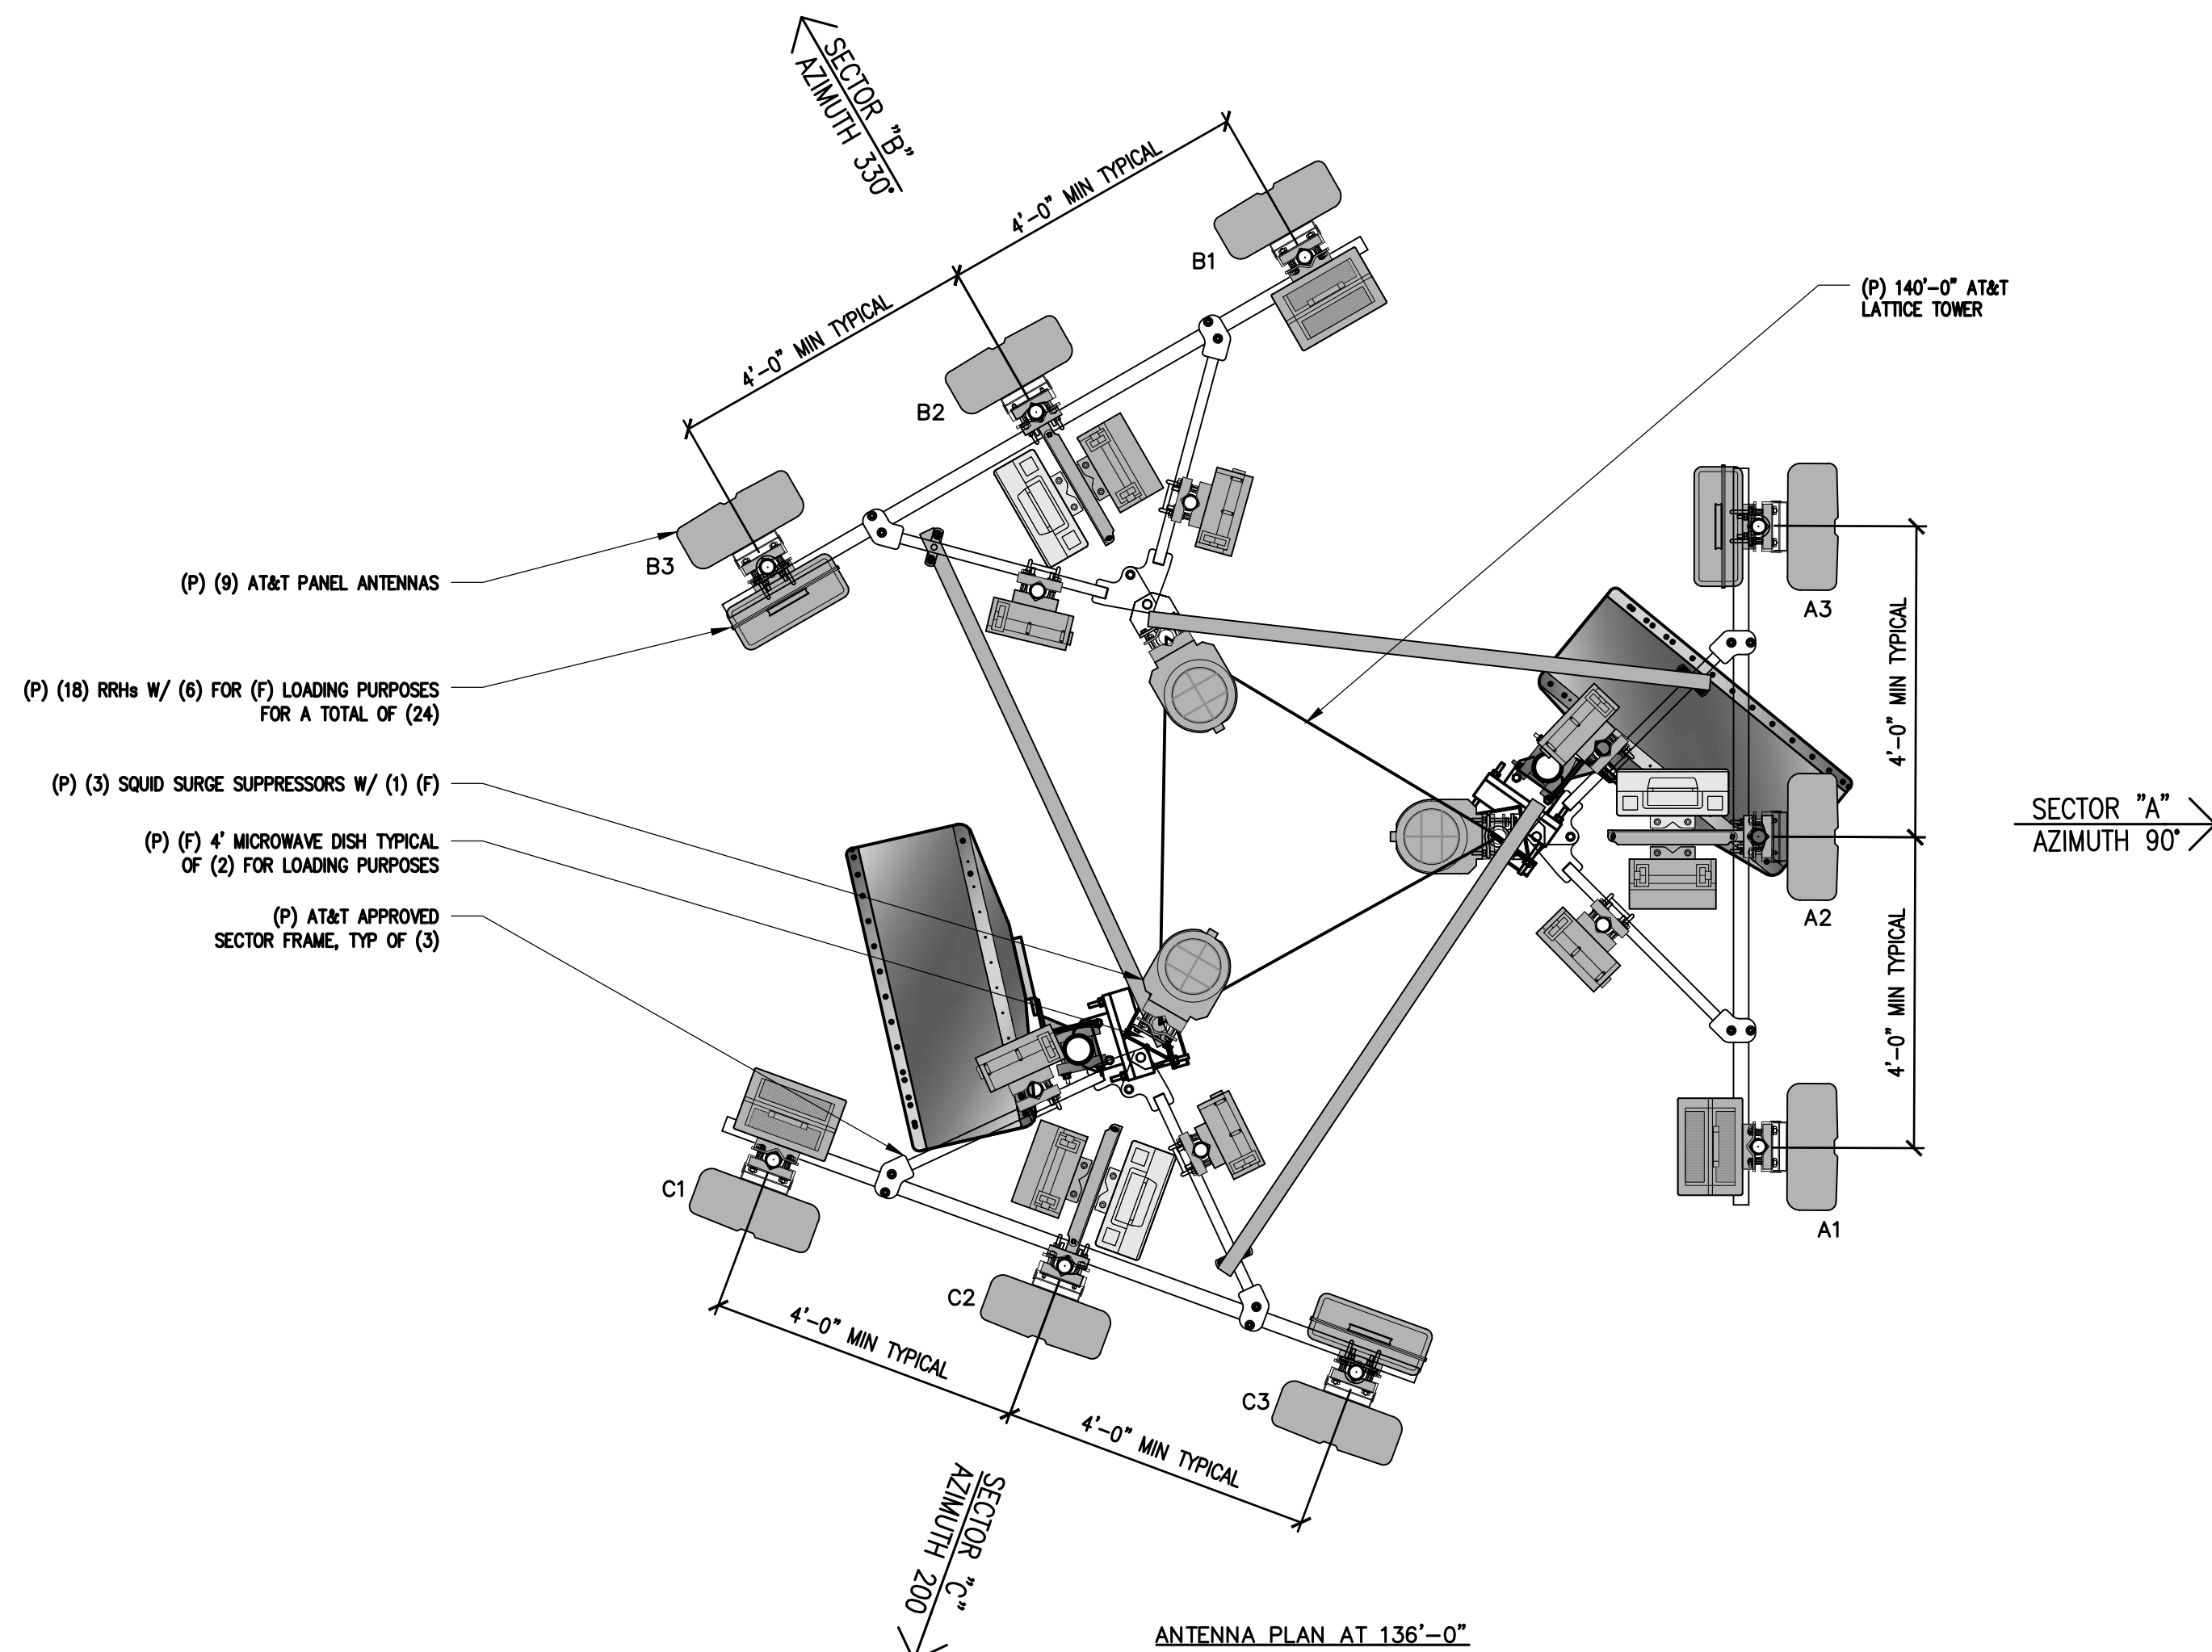 SECTOR "B"
AZIMUTH 330°
4'-0" MIN TYPICAL
4'-0" MIN TYPICAL
B1
B2
B3
(P) 140'-0" AT&T
LATTICE TOWER
(P) (9) AT&T PANEL ANTENNAS
(P) (18) RRHs W/ (6) FOR (F) LOADING PURPOSES
FOR A TOTAL OF (24)
(P) (3) SQUID SURGE SUPPRESSORS W/ (1) (F)
(P) (F) 4' MICROWAVE DISH TYPICAL
OF (2) FOR LOADING PURPOSES
(P) AT&T APPROVED
SECTOR FRAME, TYP OF (3)
A3
4'-0" MIN TYPICAL
SECTOR "A"
AZIMUTH 90°
A2
4'-0" MIN TYPICAL
A1
C1
C2
C3
4'-0" MIN TYPICAL
4'-0" MIN TYPICAL
SECTOR "C"
AZIMUTH 200
ANTENNA PLAN AT 136'-0"